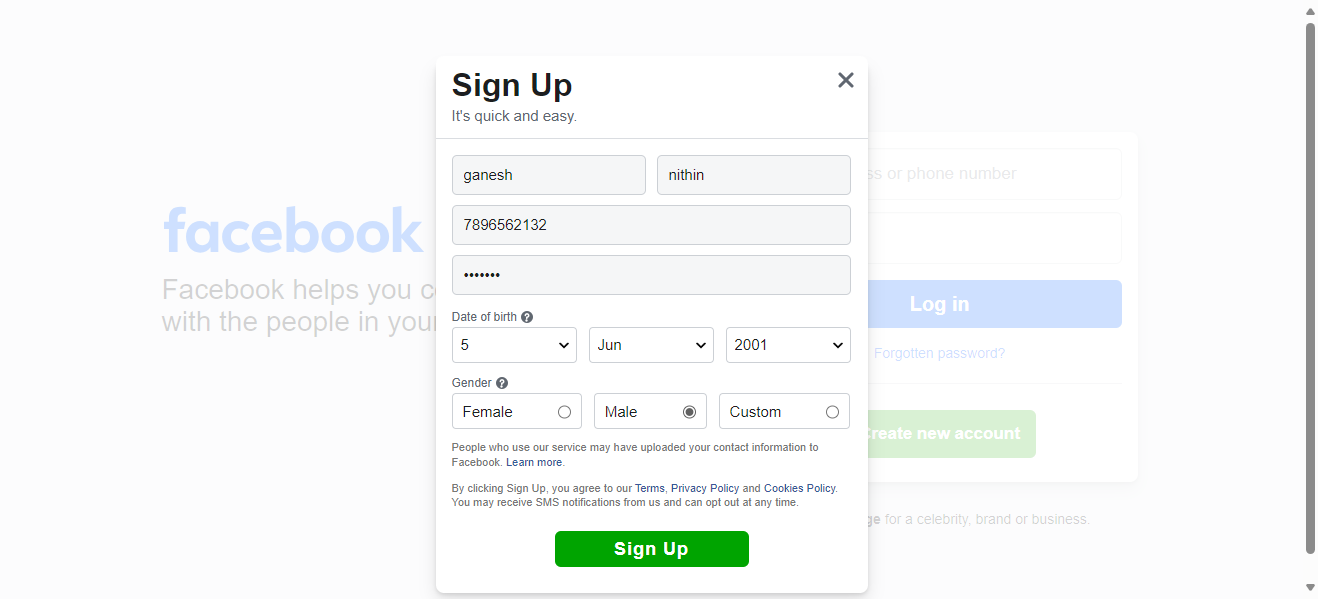 Sign Up
It's quick and easy.
ganesh nithin
7896562132
•••••••
Date of birth
5 Jun 2001
Gender
Female Male Custom
People who use our service may have uploaded your contact information to
Facebook. Learn more.
By clicking Sign Up, you agree to our Terms, Privacy Policy and Cookies Policy.
You may receive SMS notifications from us and can opt out at any time.
Sign Up
facebook
Facebook helps you
with the people in your
or phone number
Log in
Forgotten password?
Create new account
for a celebrity, brand or business.